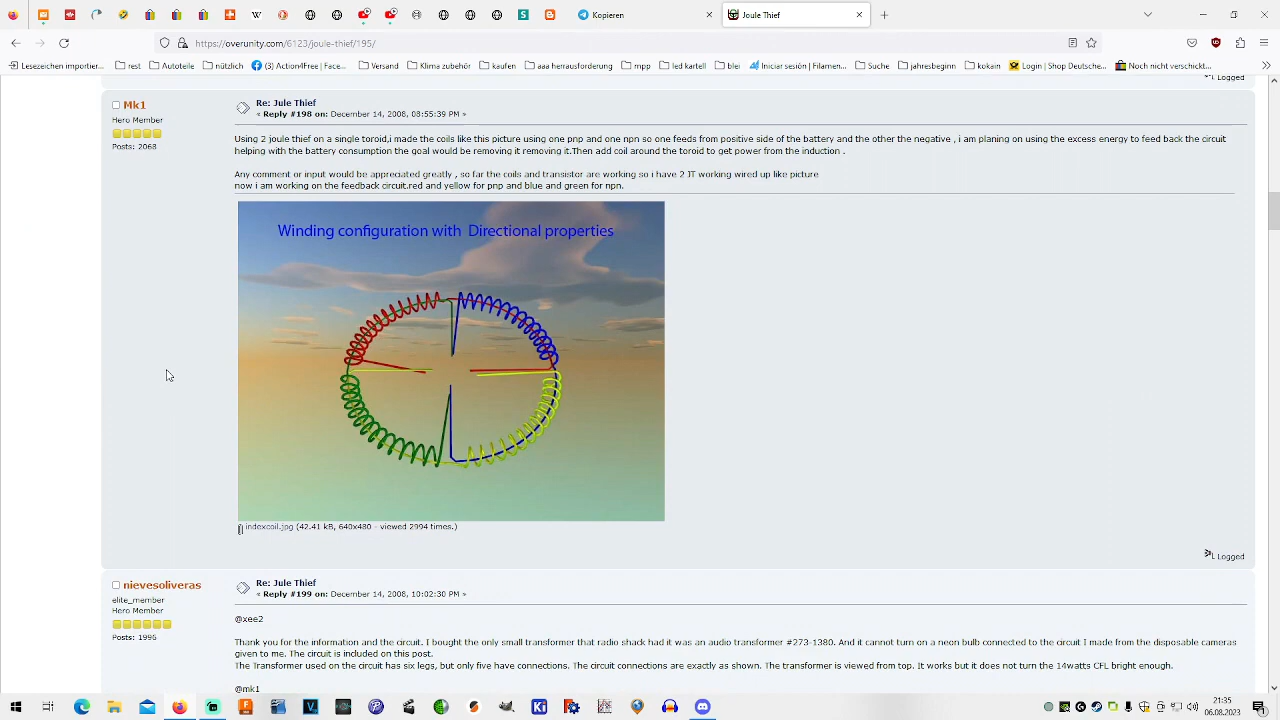 Kopieren
Joule Thief
https://overunity.com/6123/joule-thief/195/
Lesezeichen importier...
rest
Autoteile
nützlich
(3) Action4Free | Face...
Versand
Klima zubehör
kaufen
aaa herrausforderung
mpp
led kartell
blei
Iniciar sesión | Plasm...
Suche
jahresbeginn
kokain
Login | Shop Deutsche...
Noch nicht verschickt...
Logged
Mk1
Hero Member
Posts: 2068
Re: Jule Thief
« Reply #198 on: December 14, 2008, 08:55:39 PM »
Using 2 joule thief on a single toroid,i made the coils like this picture using one pnp and one npn so one feeds from positive side of the battery and the other the negative , i am planing on using the excess energy to feed back the circuit
helping with the battery consumption the goal would be removing it removing it.Then add coil around the toroid to get power from the induction .
Any comment or input would be appreciated greatly , so far the coils and transistor are working so i have 2 JT working wired up like picture
now i am working on the feedback circuit.red and yellow for pnp and blue and green for npn.
Winding configuration with Directional properties
indexcoil.jpg (42.41 kB, 640x480 - viewed 2994 times.)
Logged
nievesoliveras
elite_member
Hero Member
Posts: 1996
Re: Jule Thief
« Reply #199 on: December 14, 2008, 10:02:30 PM »
@xee2
Thank you for the information and the circuit. I bought the only small transformer that radio shack had it was an audio transformer #273-1380. And it cannot turn on a neon bulb connected to the circuit I made from the disposable cameras
given to me. The circuit is included on this post.
The Transformer used on the circuit has six legs, but only five have connections. The circuit connections are exactly as shown. The transformer is viewed from top. It works but it does not turn the 14watts CFL bright enough.
@mk1
21:35
06.08.2023